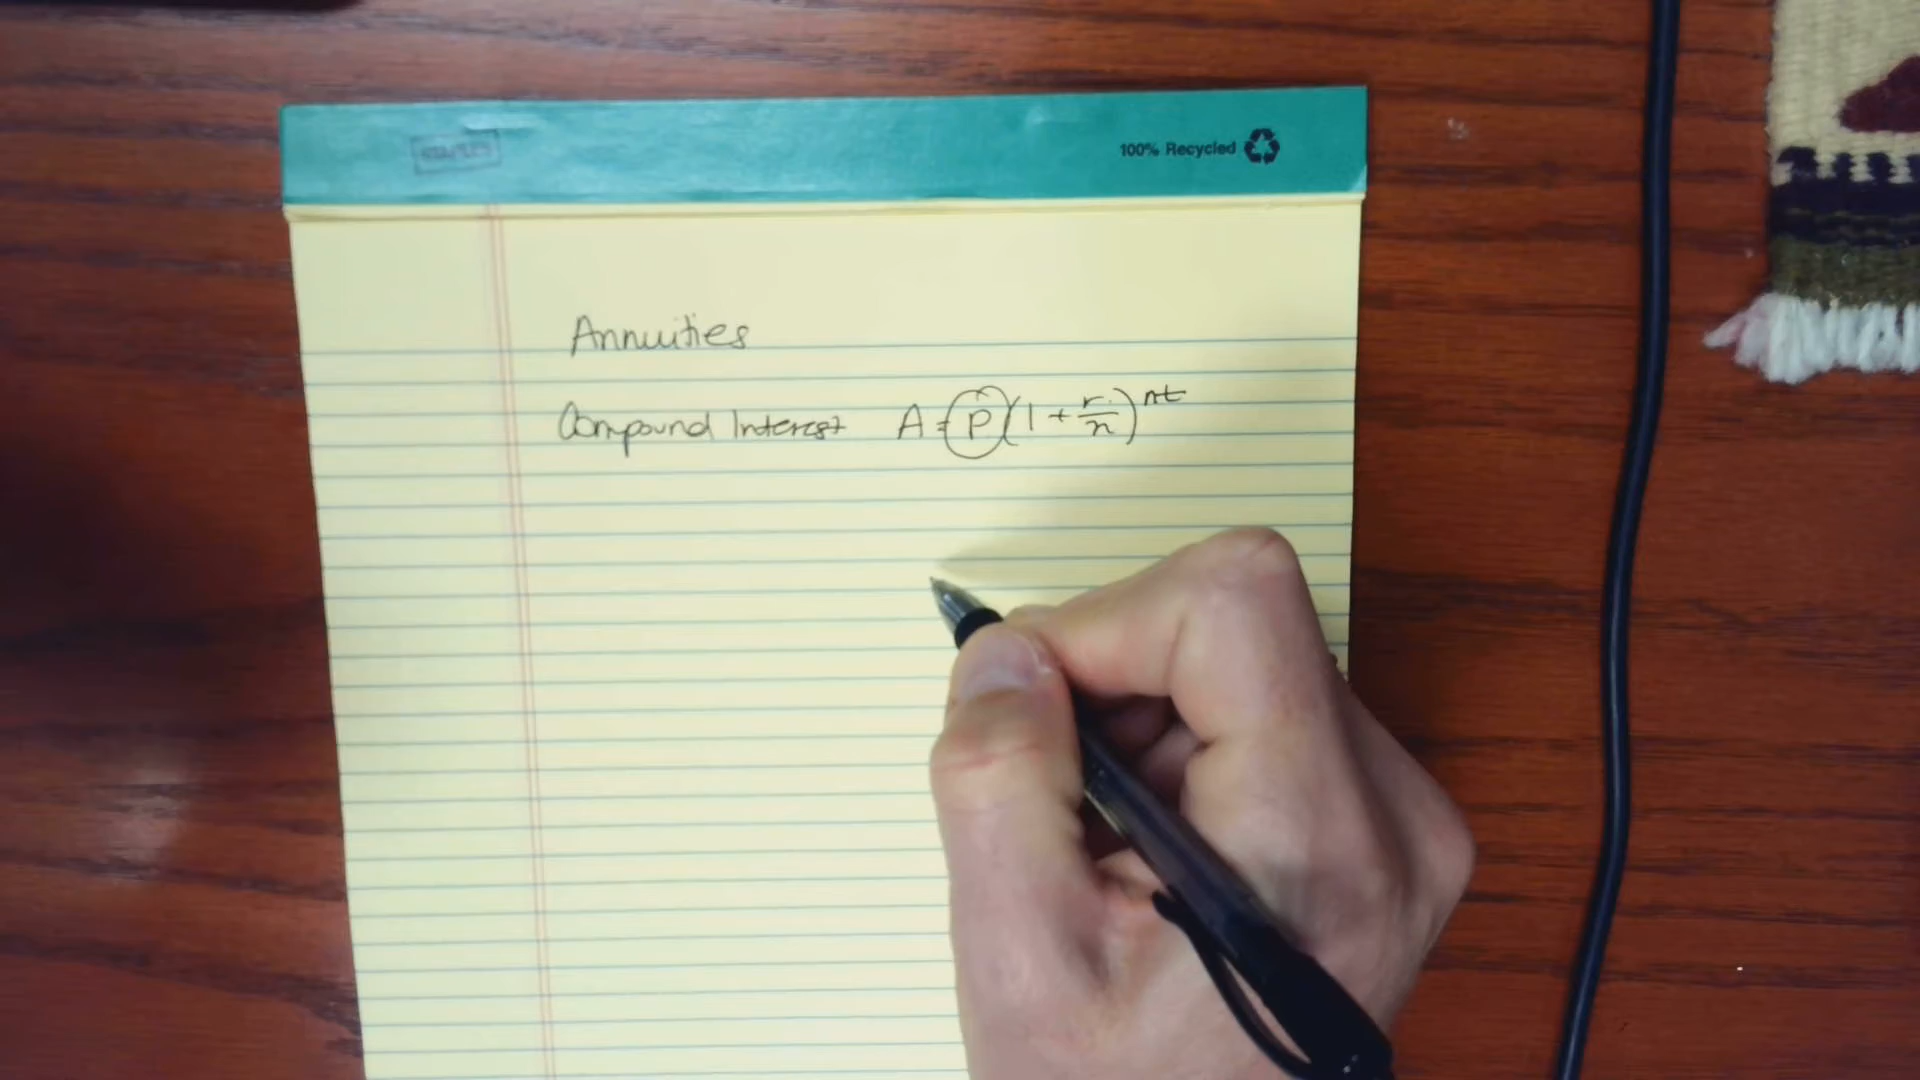 100% Recycled
Annuities
Compound Interest A = P(1 + r/n)^nt